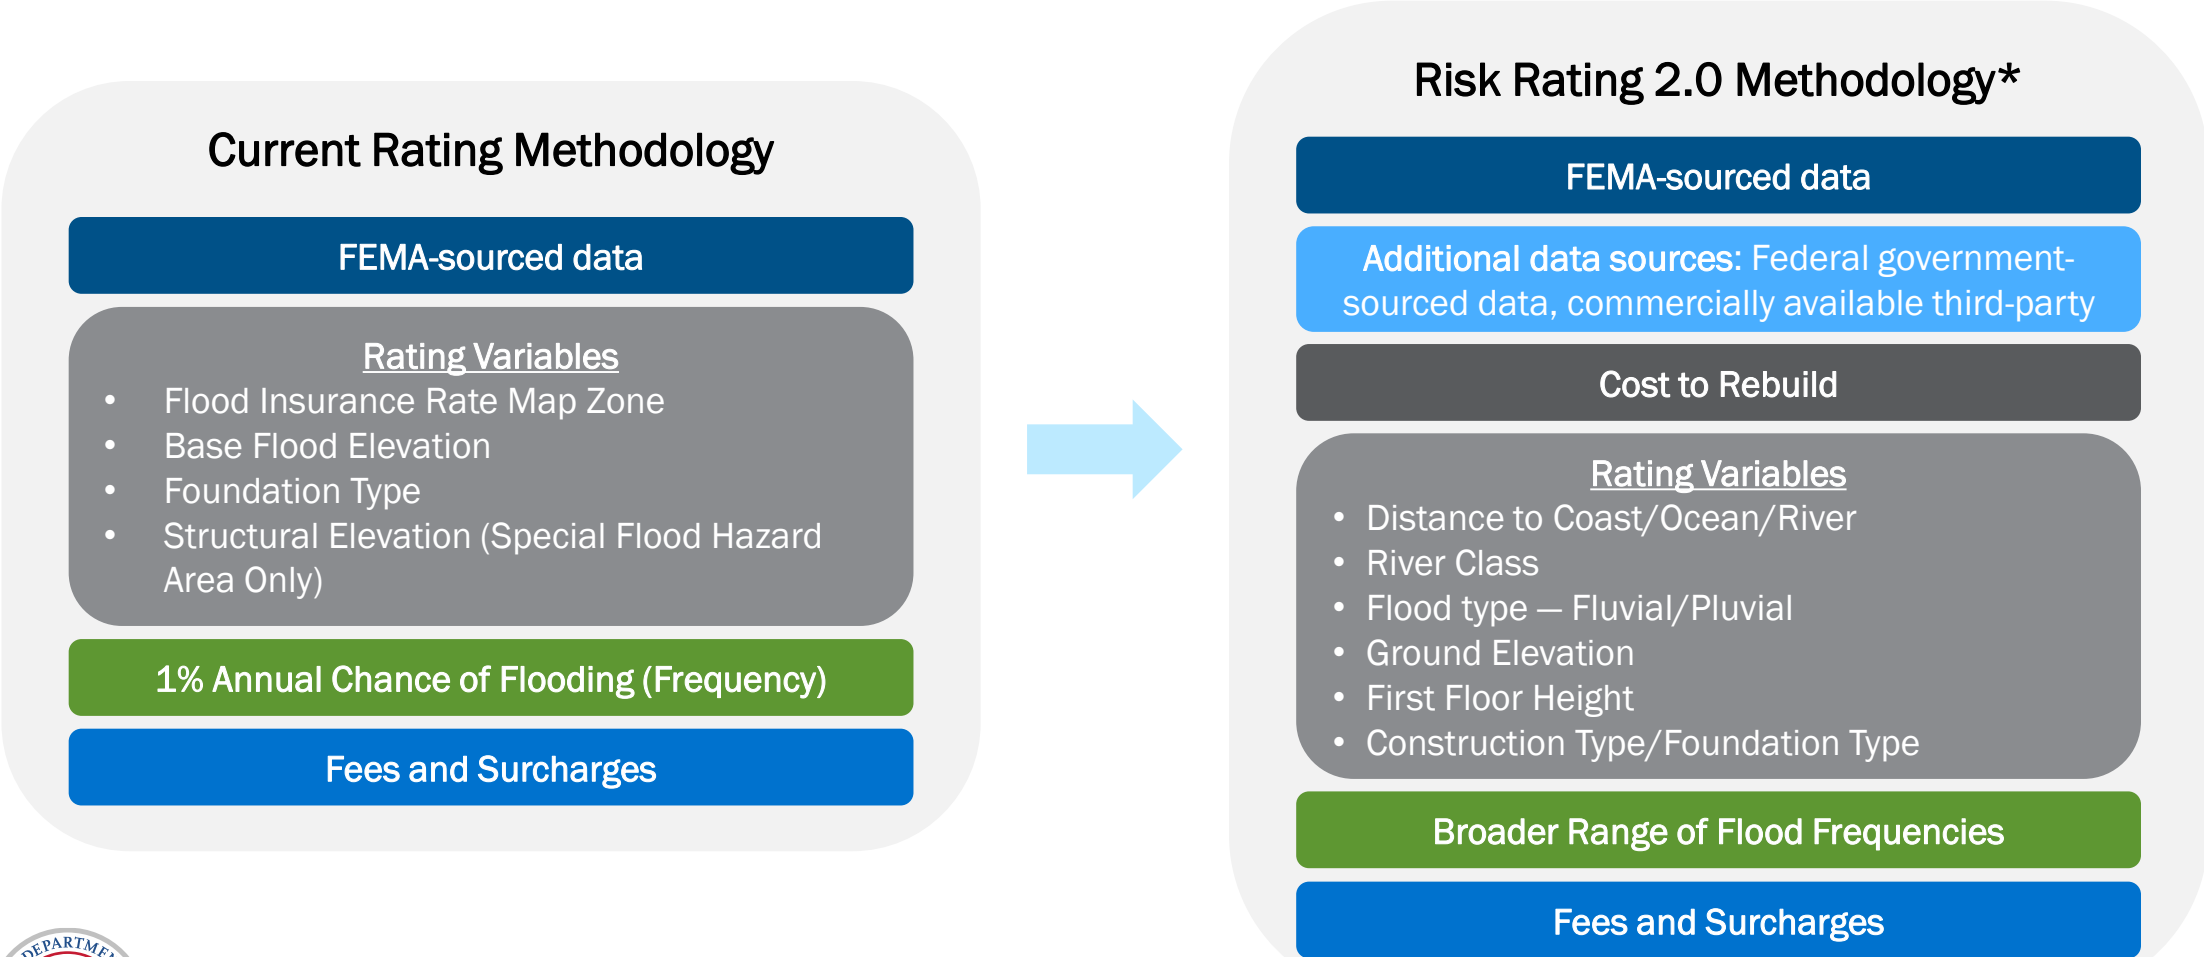 Current Rating Methodology
FEMA-sourced data
Rating Variables
• Flood Insurance Rate Map Zone
• Base Flood Elevation
• Foundation Type
• Structural Elevation (Special Flood Hazard
Area Only)
1% Annual Chance of Flooding (Frequency)
Fees and Surcharges
Risk Rating 2.0 Methodology*
FEMA-sourced data
Additional data sources: Federal government-
sourced data, commercially available third-party
Cost to Rebuild
Rating Variables
• Distance to Coast/Ocean/River
• River Class
• Flood type — Fluvial/Pluvial
• Ground Elevation
• First Floor Height
• Construction Type/Foundation Type
Broader Range of Flood Frequencies
Fees and Surcharges